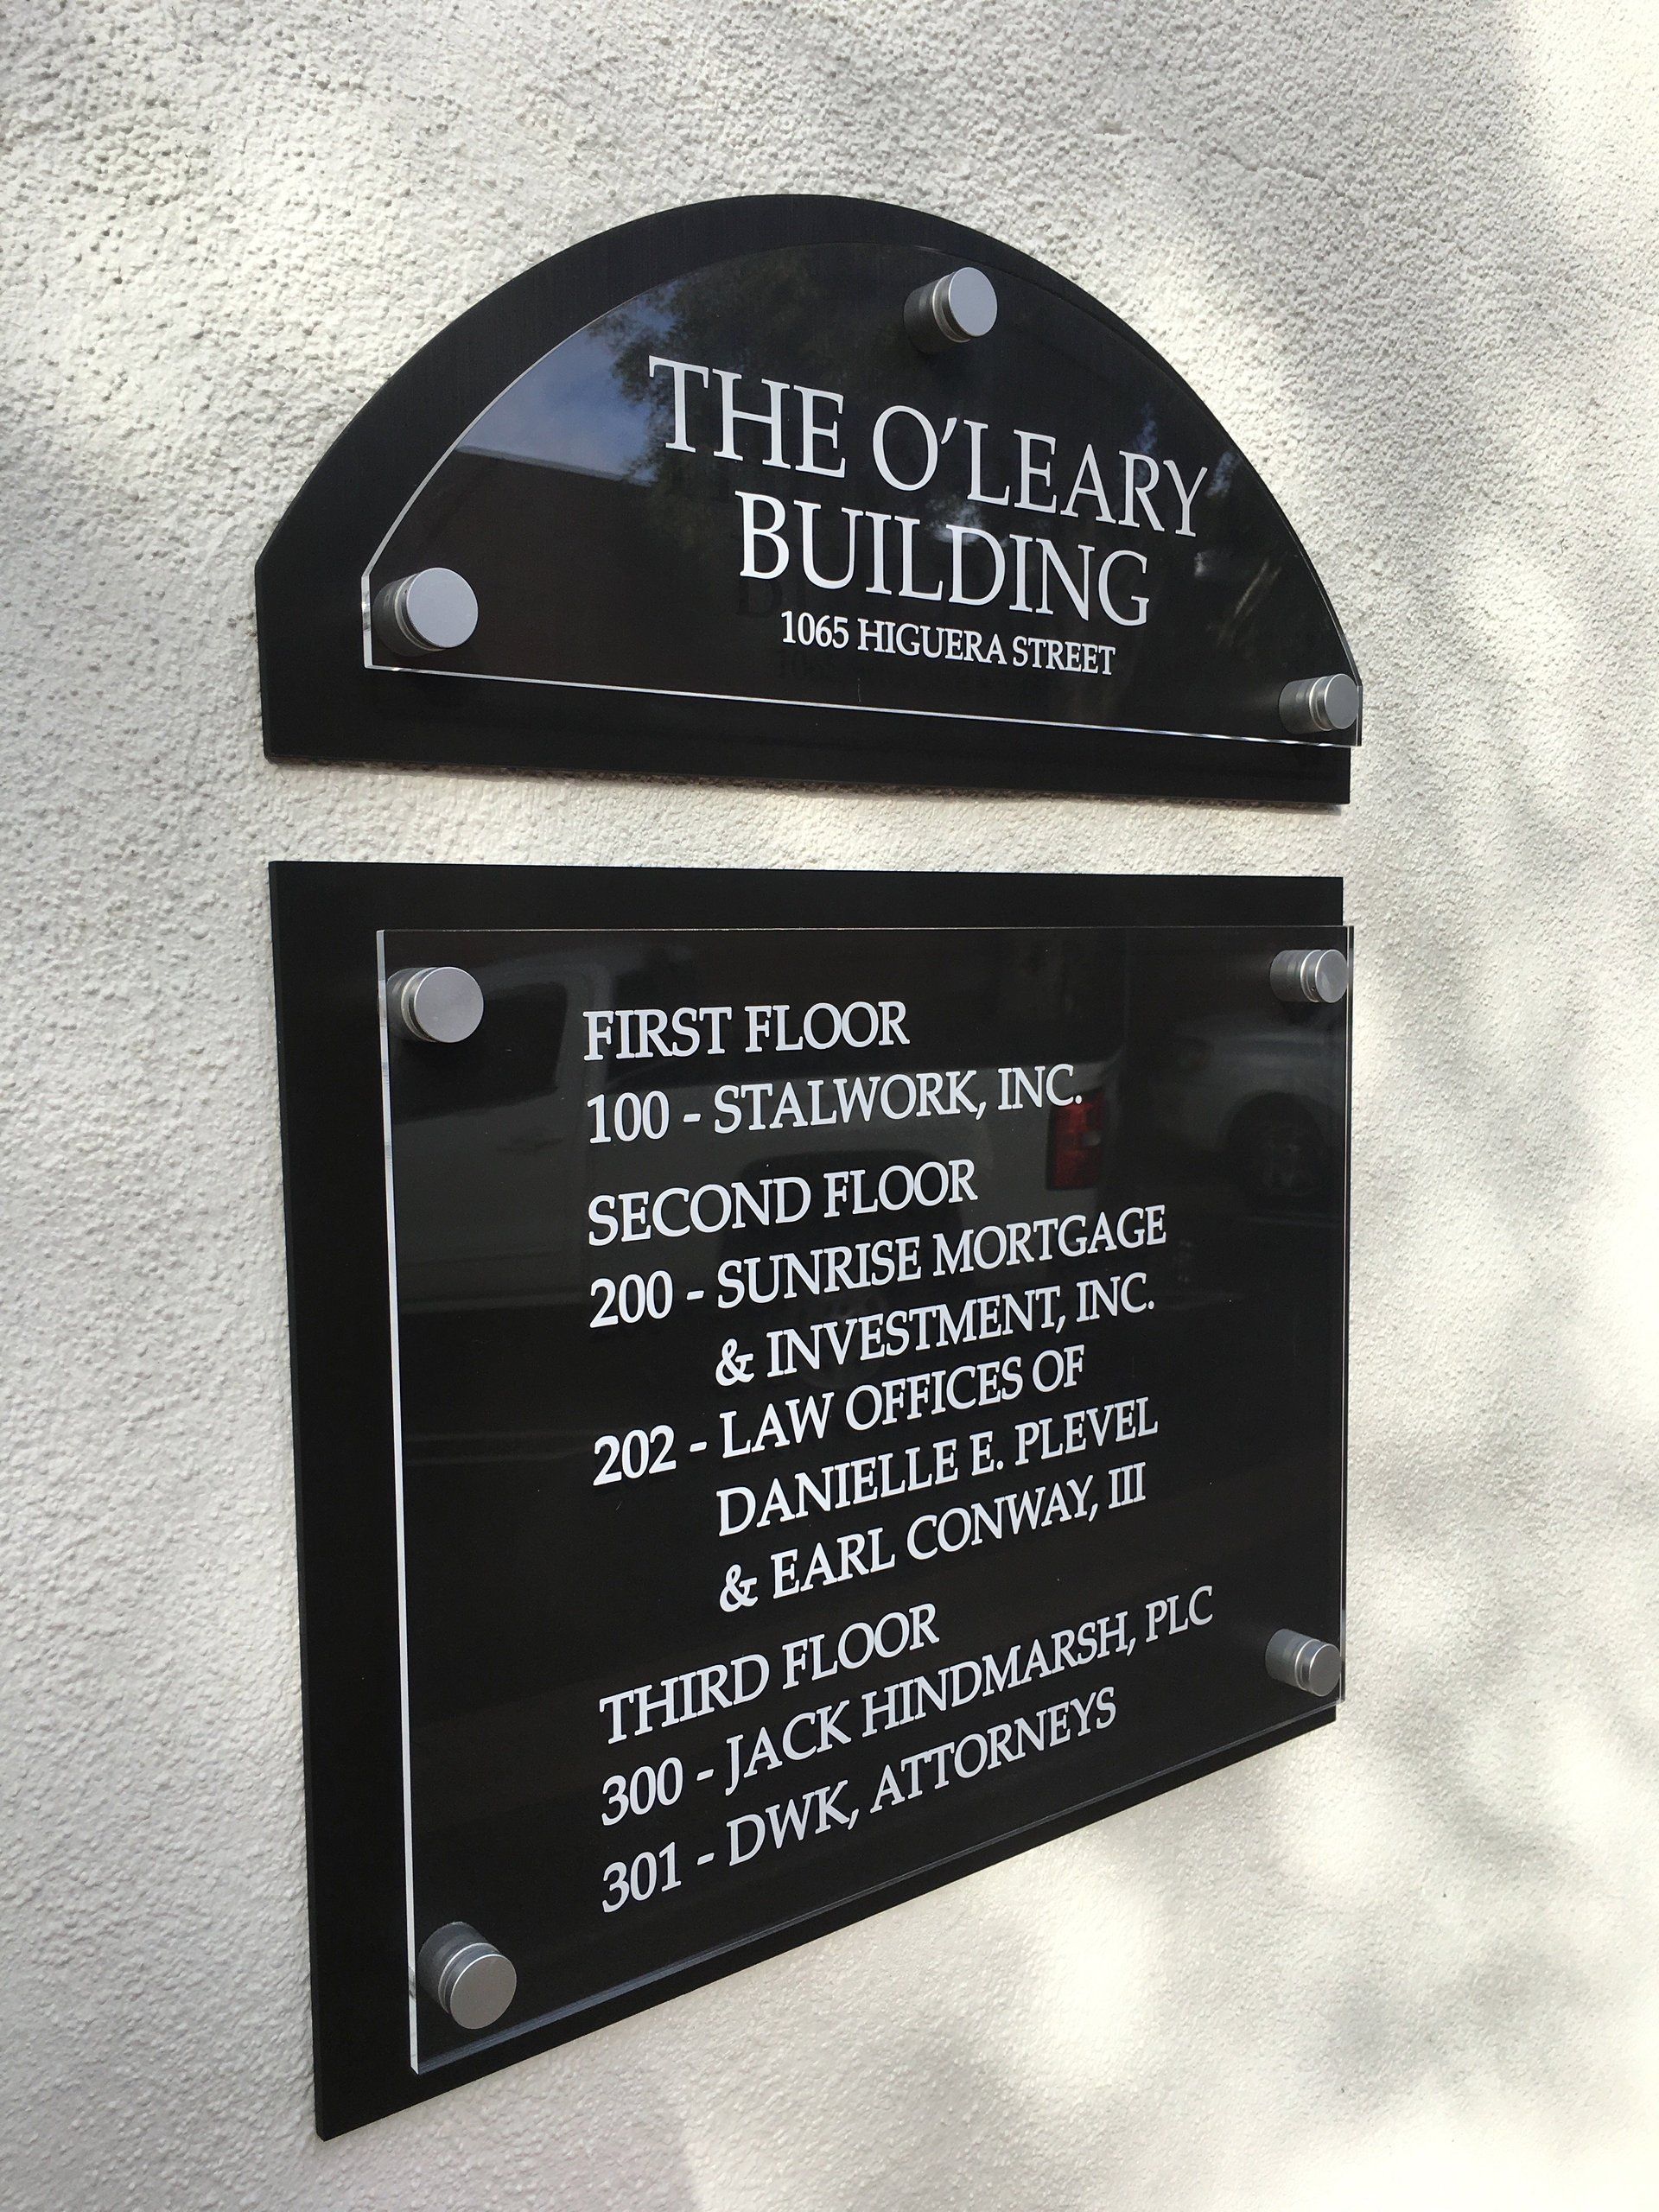 THE O'LEARY
BUILDING
1065 HIGUERA STREET
FIRST FLOOR
100 - STALWORK, INC.
SECOND FLOOR
200 - SUNRISE MORTGAGE
& INVESTMENT, INC.
202 - LAW OFFICES OF
DANIELLE E. PLEVEL
& EARL CONWAY, III
THIRD FLOOR
300 - JACK HINDMARSH, PLC
301 - DWK, ATTORNEYS